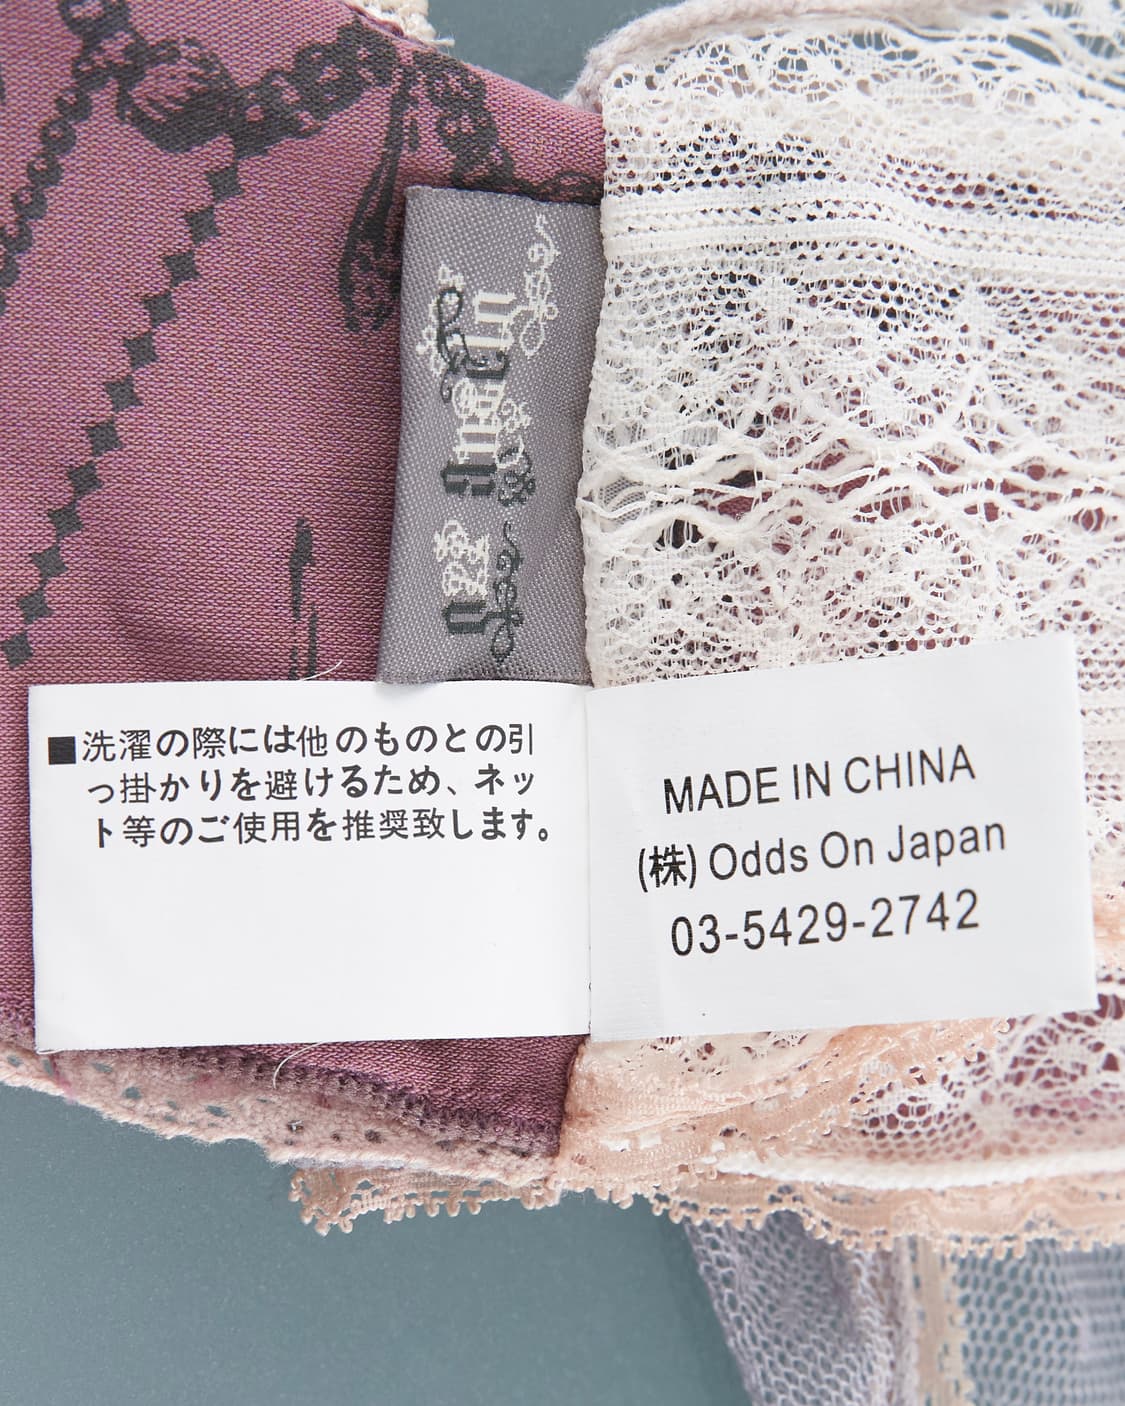 ■洗濯の際には他のものとの引
っ掛かりを避けるため、ネッ
ト等のご使用を推奨致します。
MADE IN CHINA
(株) Odds On Japan
03-5429-2742